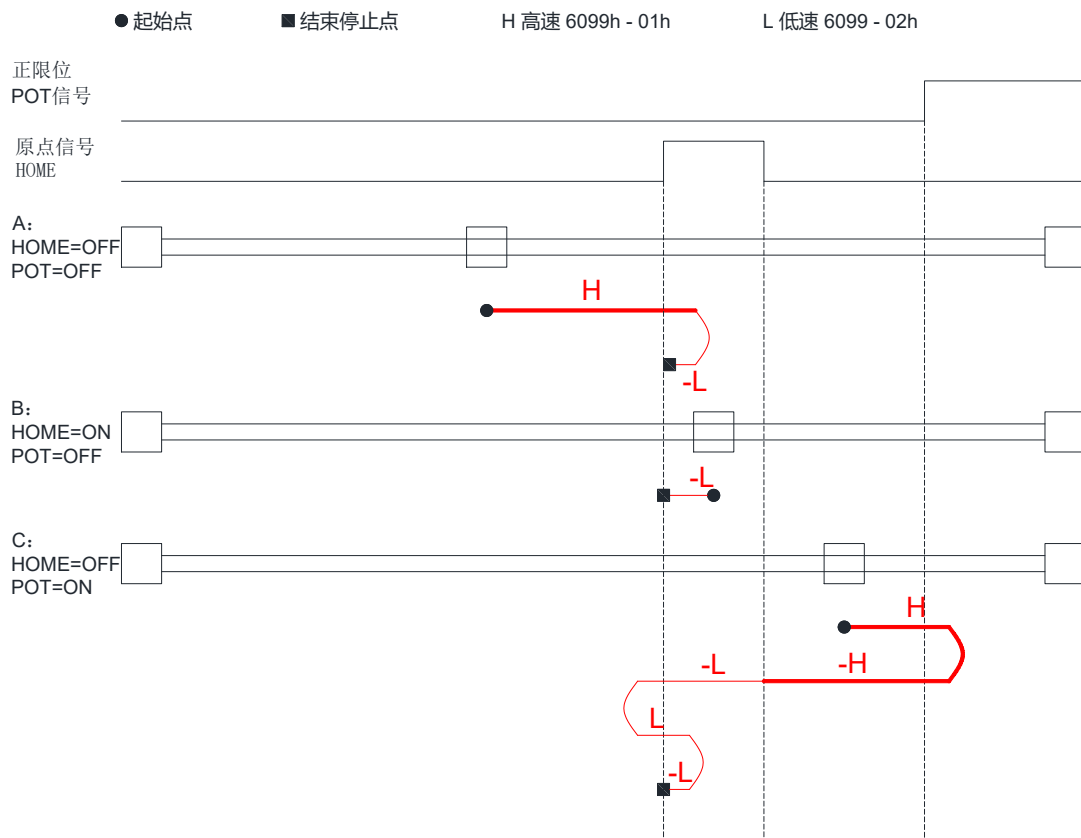 ● 起始点 ■ 结束停止点 H 高速 6099h - 01h L 低速 6099 - 02h
正限位
POT信号
原点信号
HOME
A：
HOME=OFF
POT=OFF
H
-L
B：
HOME=ON
POT=OFF
-L
C：
HOME=OFF
POT=ON
H
-L -H
L
-L